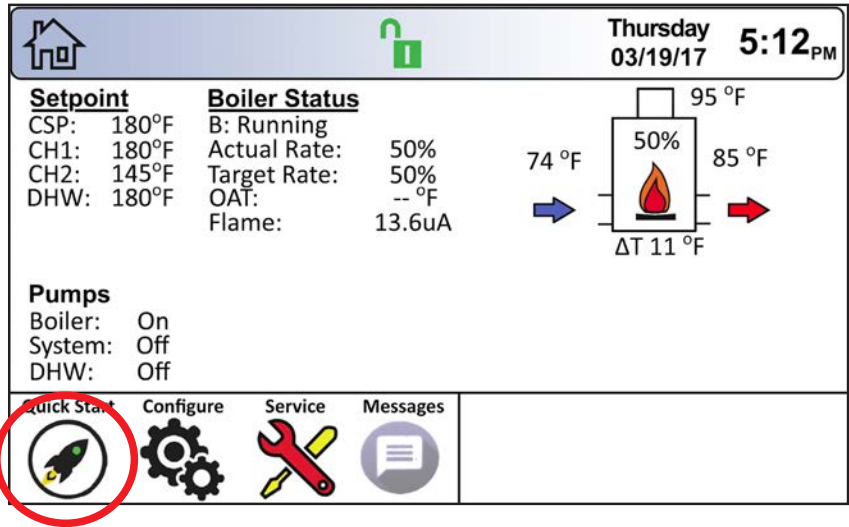 Thursday
03/19/17
5:12PM
Setpoint
CSP: 180°F
CH1: 180°F
CH2: 145°F
DHW: 180°F
Boiler Status
B: Running
Actual Rate: 50%
Target Rate: 50%
OAT: -- °F
Flame: 13.6uA
95 °F
50%
74 °F
85 °F
ΔT 11 °F
Pumps
Boiler: On
System: Off
DHW: Off
Quick Start
Configure
Service
Messages